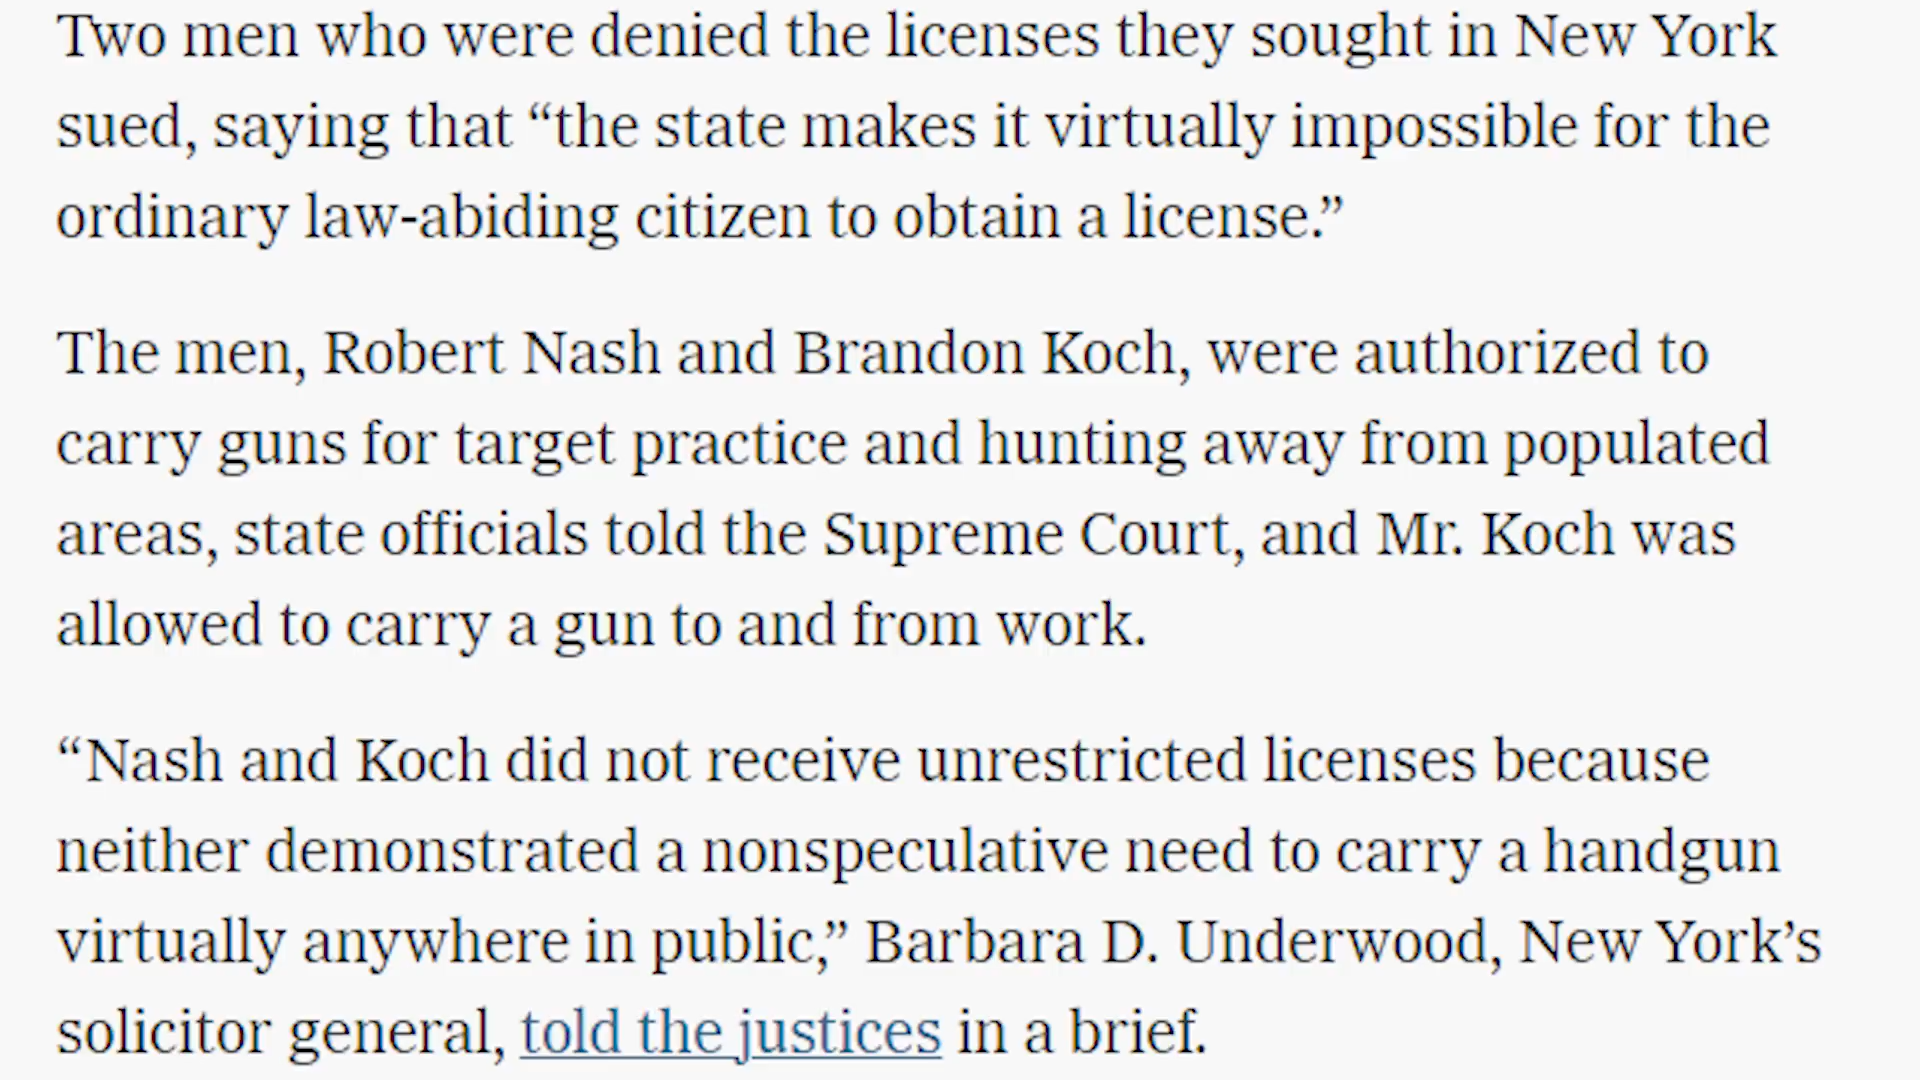 Two men who were denied the licenses they sought in New York
sued, saying that “the state makes it virtually impossible for the
ordinary law-abiding citizen to obtain a license.”
The men, Robert Nash and Brandon Koch, were authorized to
carry guns for target practice and hunting away from populated
areas, state officials told the Supreme Court, and Mr. Koch was
allowed to carry a gun to and from work.
“Nash and Koch did not receive unrestricted licenses because
neither demonstrated a nonspeculative need to carry a handgun
virtually anywhere in public,” Barbara D. Underwood, New York’s
solicitor general, told the justices in a brief.